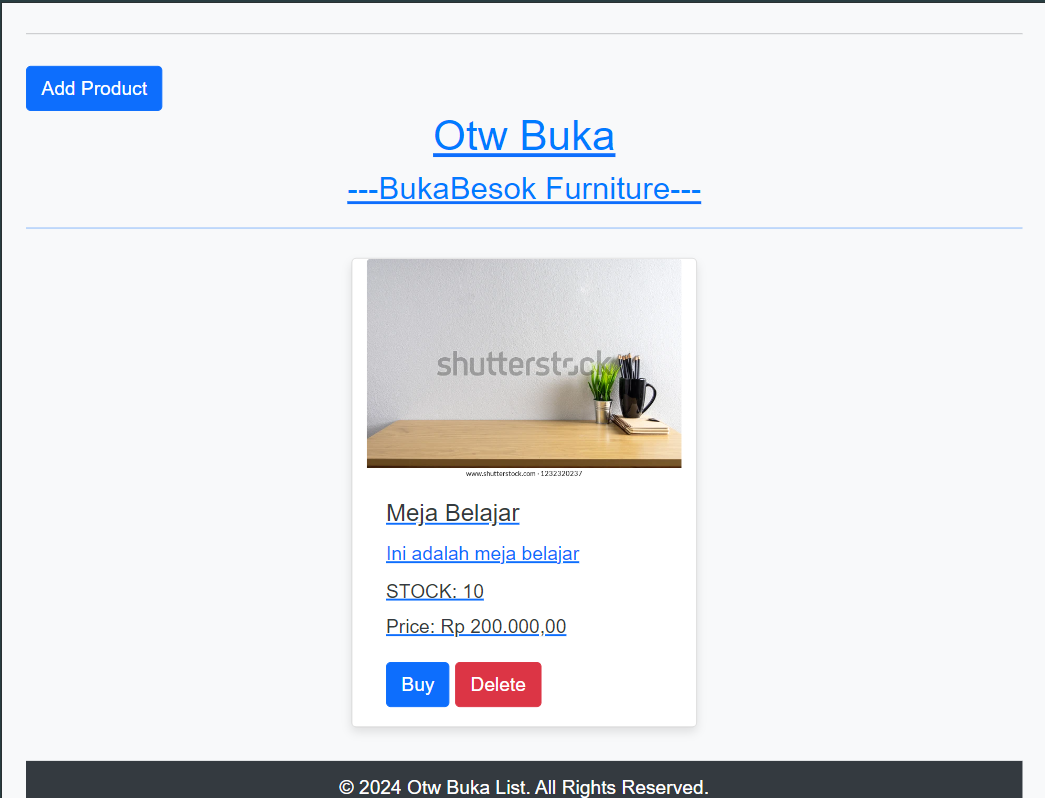 Add Product
Otw Buka
---BukaBesok Furniture---
shutterstock
www.shutterstock.com · 1232320237
Meja Belajar
Ini adalah meja belajar
STOCK: 10
Price: Rp 200.000,00
Buy Delete
© 2024 Otw Buka List. All Rights Reserved.